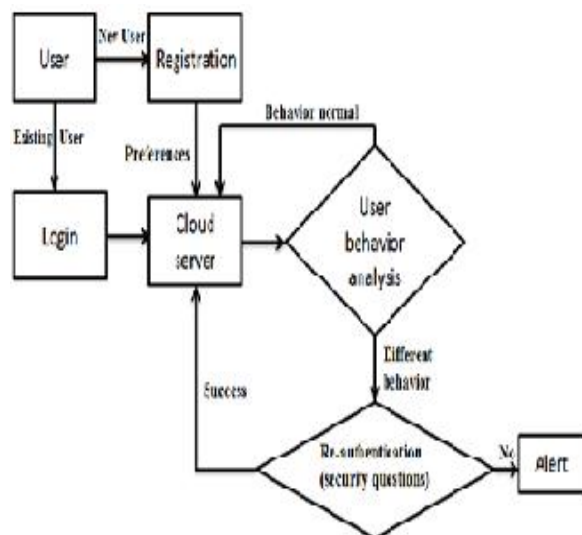 New User
User
Registration
Behavior normal
Existing User
Preferences
Login
Cloud
server
User
behavior
analysis
Different
behavior
Success
Re-authentication
(security questions)
No
Alert